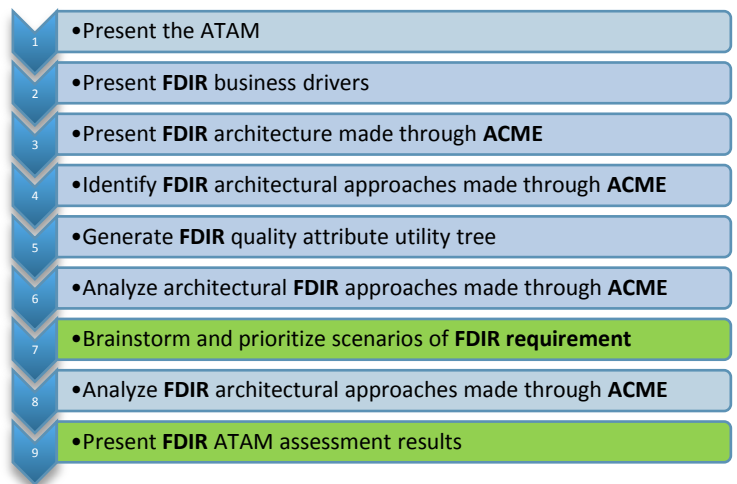 1 •Present the ATAM
2 •Present FDIR business drivers
3 •Present FDIR architecture made through ACME
4 •Identify FDIR architectural approaches made through ACME
5 •Generate FDIR quality attribute utility tree
6 •Analyze architectural FDIR approaches made through ACME
7 •Brainstorm and prioritize scenarios of FDIR requirement
8 •Analyze FDIR architectural approaches made through ACME
9 •Present FDIR ATAM assessment results